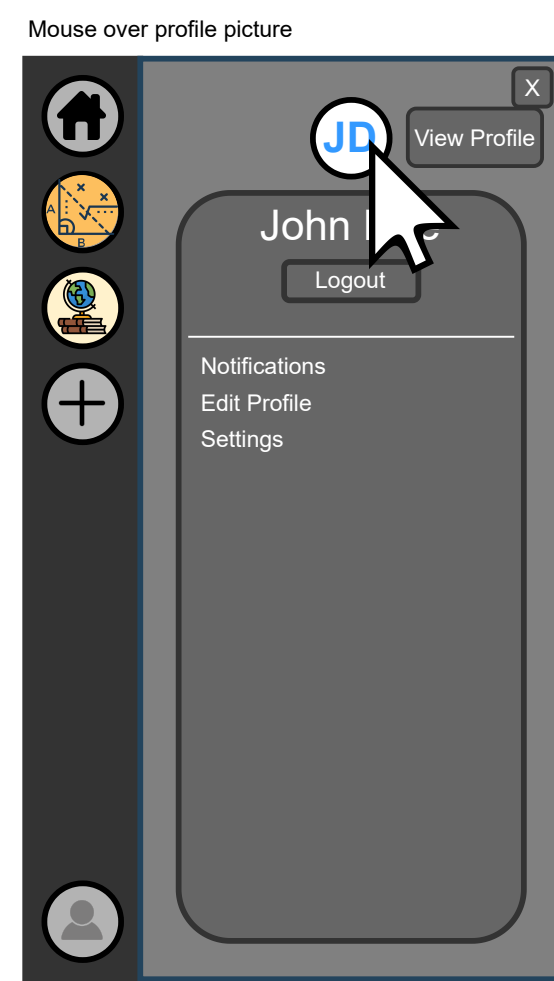 Mouse over profile picture
X
JD
View Profile
John
Logout
Notifications
Edit Profile
Settings
A
B